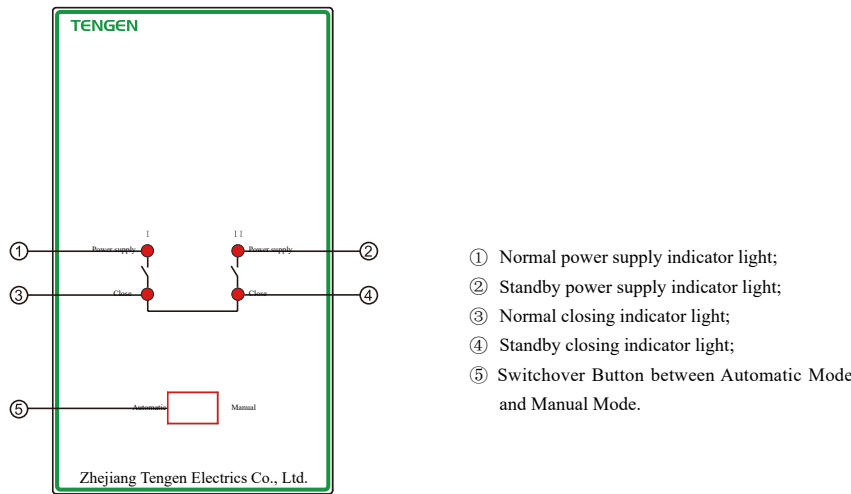 TENGEN
I II
① Power supply Power supply ②
③ Close Close ④
⑤ Automatic Manual
Zhejiang Tengen Electrics Co., Ltd.
① Normal power supply indicator light;
② Standby power supply indicator light;
③ Normal closing indicator light;
④ Standby closing indicator light;
⑤ Switchover Button between Automatic Mode
and Manual Mode.